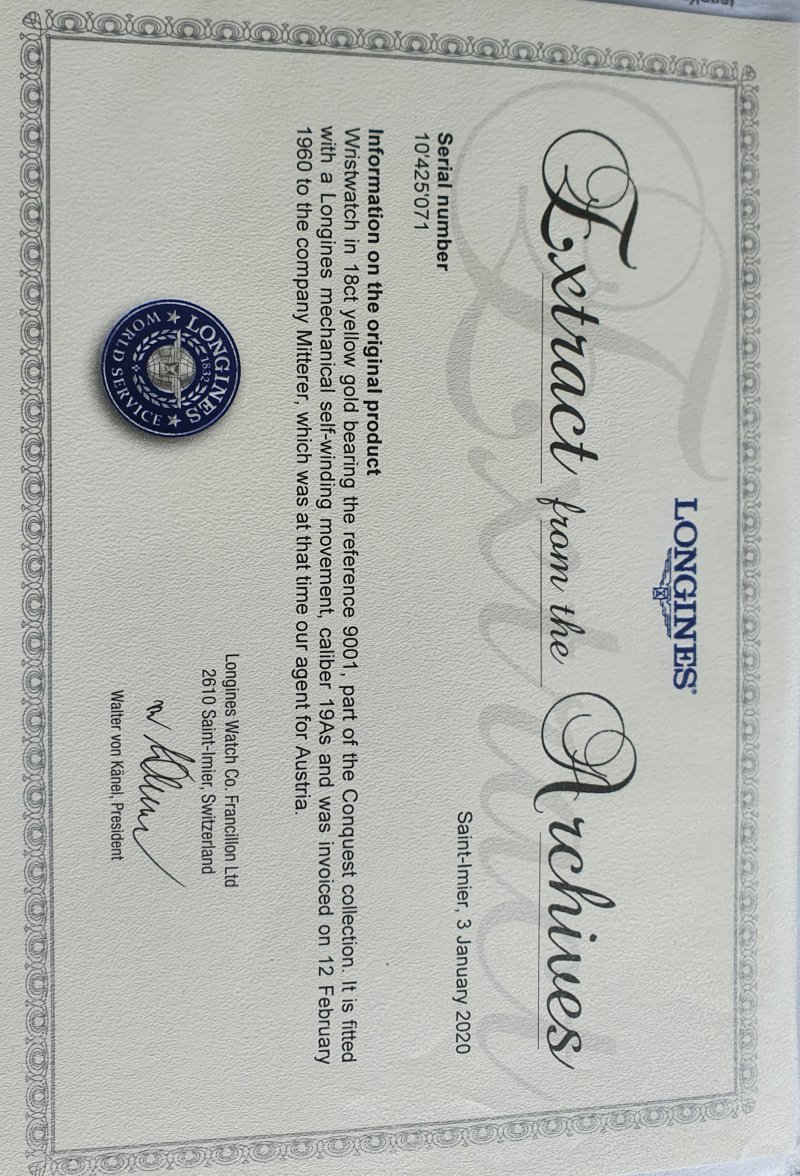 LONGINES®
Extract from the Archives
Saint-Imier, 3 January 2020
Serial number
10'425'071
Information on the original product
Wristwatch in 18ct yellow gold bearing the reference 9001, part of the Conquest collection. It is fitted
with a Longines mechanical self-winding movement, caliber 19As and was invoiced on 12 February
1960 to the company Mitterer, which was at that time our agent for Austria.
LONGINES
1832
WORLD SERVICE
Longines Watch Co. Francillon Ltd
2610 Saint-Imier, Switzerland
Walter von Känel, President